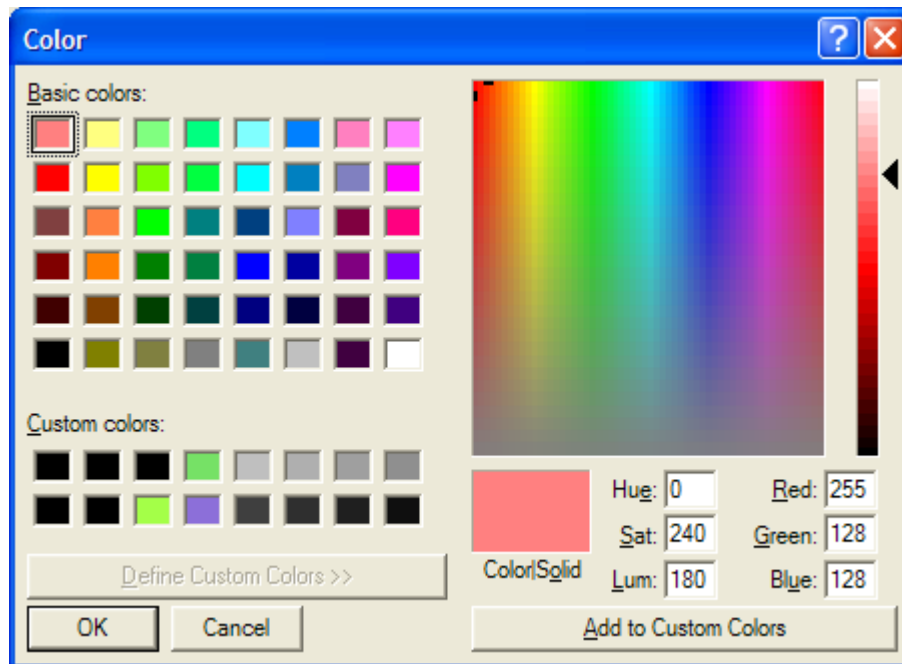 Color
Basic colors:
Custom colors:
Define Custom Colors >>
OK Cancel
Color|Solid
Hue: 0 Red: 255
Sat: 240 Green: 128
Lum: 180 Blue: 128
Add to Custom Colors